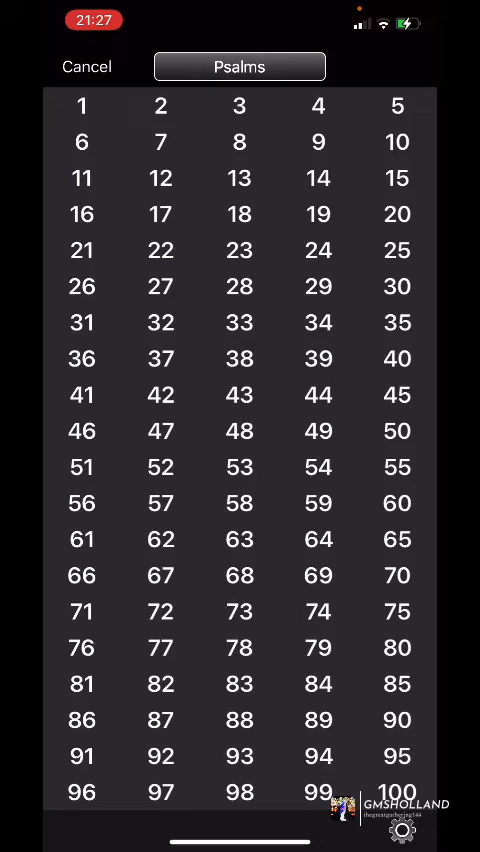 21:27
Cancel Psalms
1 2 3 4 5
6 7 8 9 10
11 12 13 14 15
16 17 18 19 20
21 22 23 24 25
26 27 28 29 30
31 32 33 34 35
36 37 38 39 40
41 42 43 44 45
46 47 48 49 50
51 52 53 54 55
56 57 58 59 60
61 62 63 64 65
66 67 68 69 70
71 72 73 74 75
76 77 78 79 80
81 82 83 84 85
86 87 88 89 90
91 92 93 94 95
96 97 98 99 100
GMSHOLLAND
thegreatgathering144